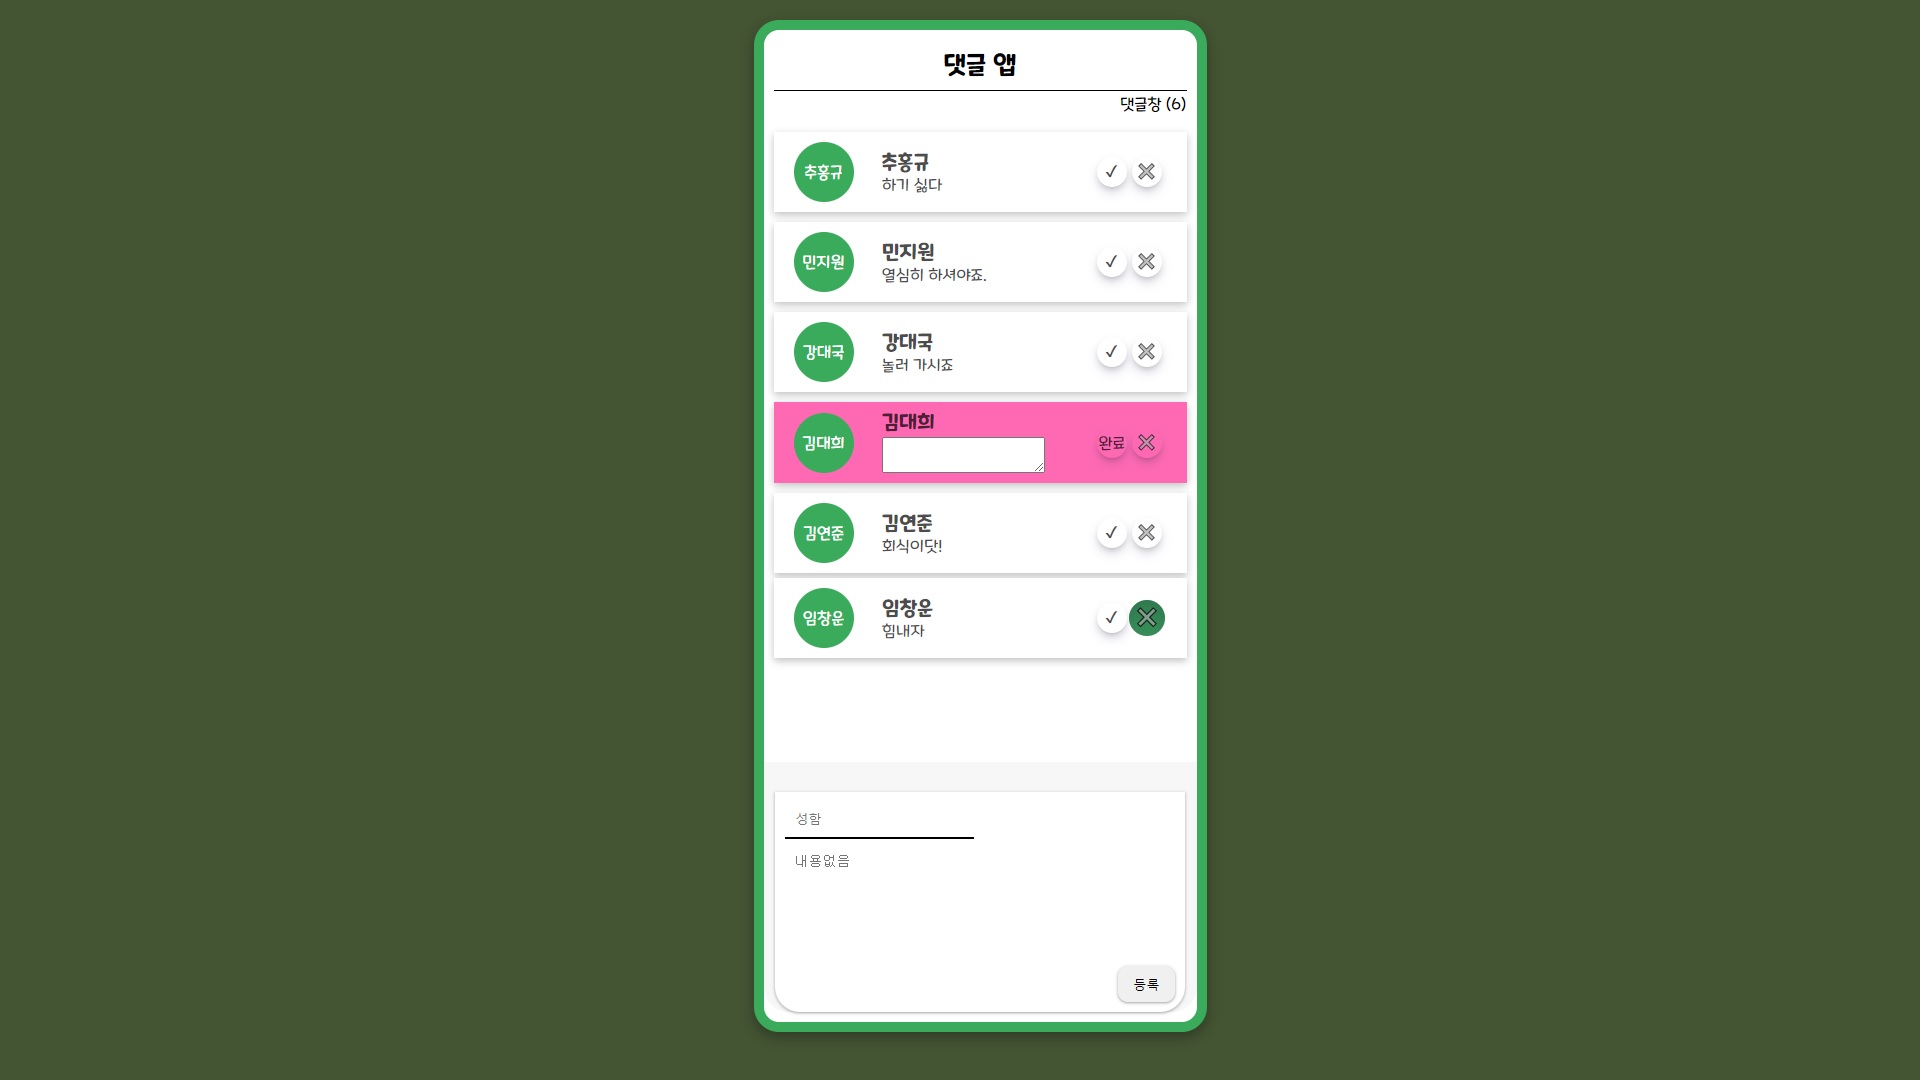 댓글 앱
댓글창 (6)
추홍규
추홍규
하기 싫다
민지원
민지원
열심히 하셔야죠.
강대국
강대국
놀러 가시죠
김대희
김대희
완료
김연준
김연준
회식이닷!
임창운
임창운
힘내자
성함
내용없음
등록